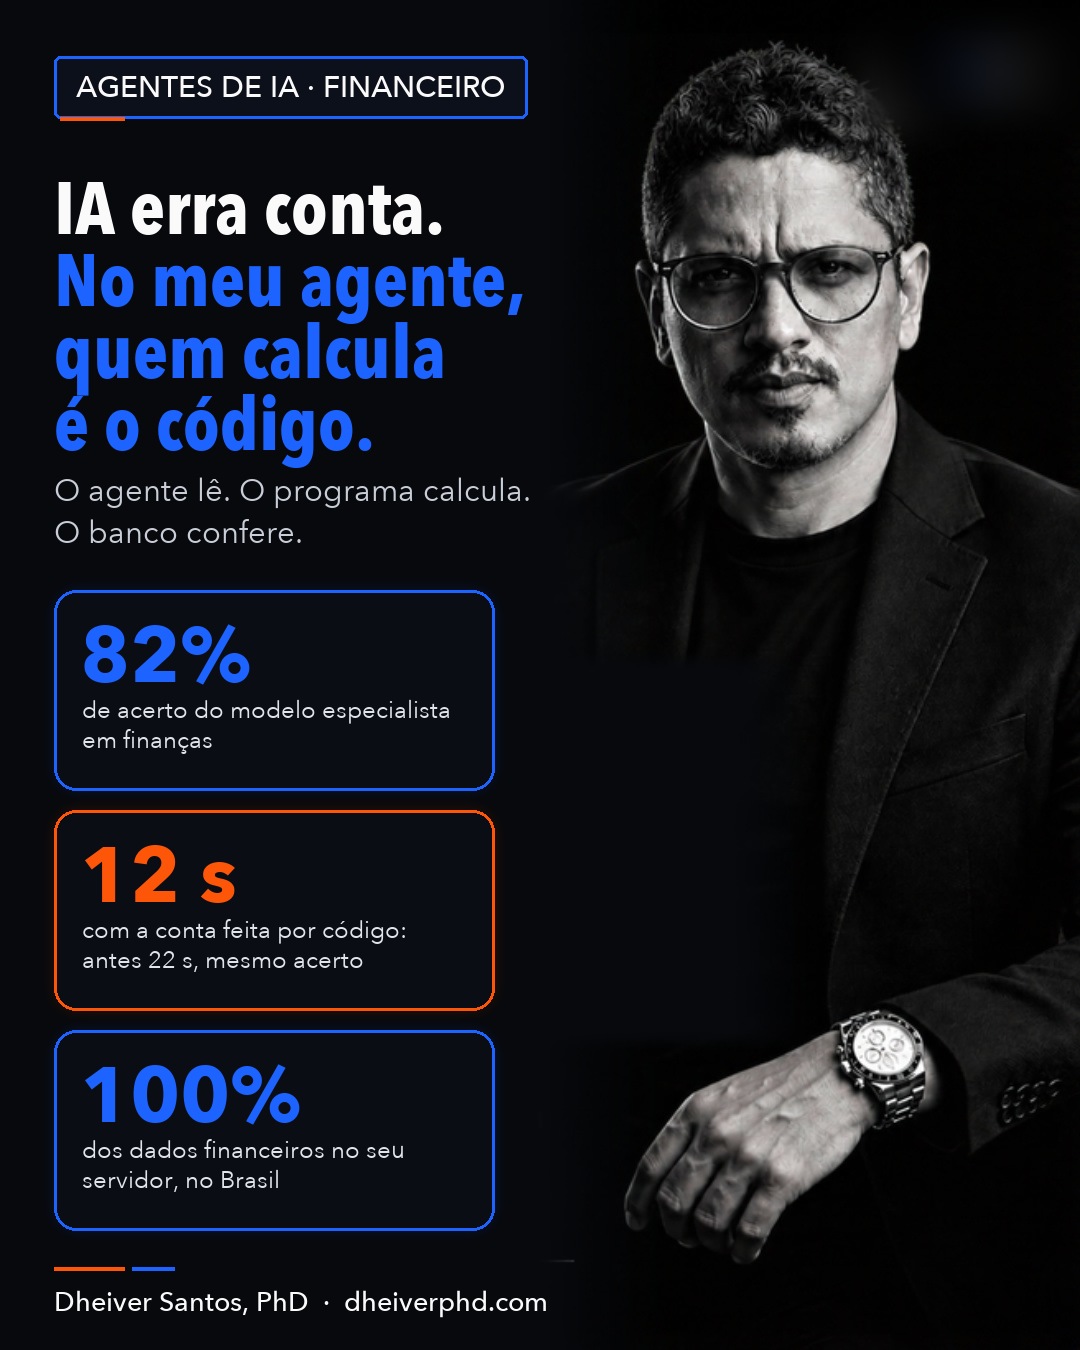 AGENTES DE IA · FINANCEIRO
IA erra conta.
No meu agente,
quem calcula
é o código.
O agente lê. O programa calcula.
O banco confere.
82%
de acerto do modelo especialista
em finanças
12 s
com a conta feita por código:
antes 22 s, mesmo acerto
100%
dos dados financeiros no seu
servidor, no Brasil
Dheiver Santos, PhD · dheiverphd.com